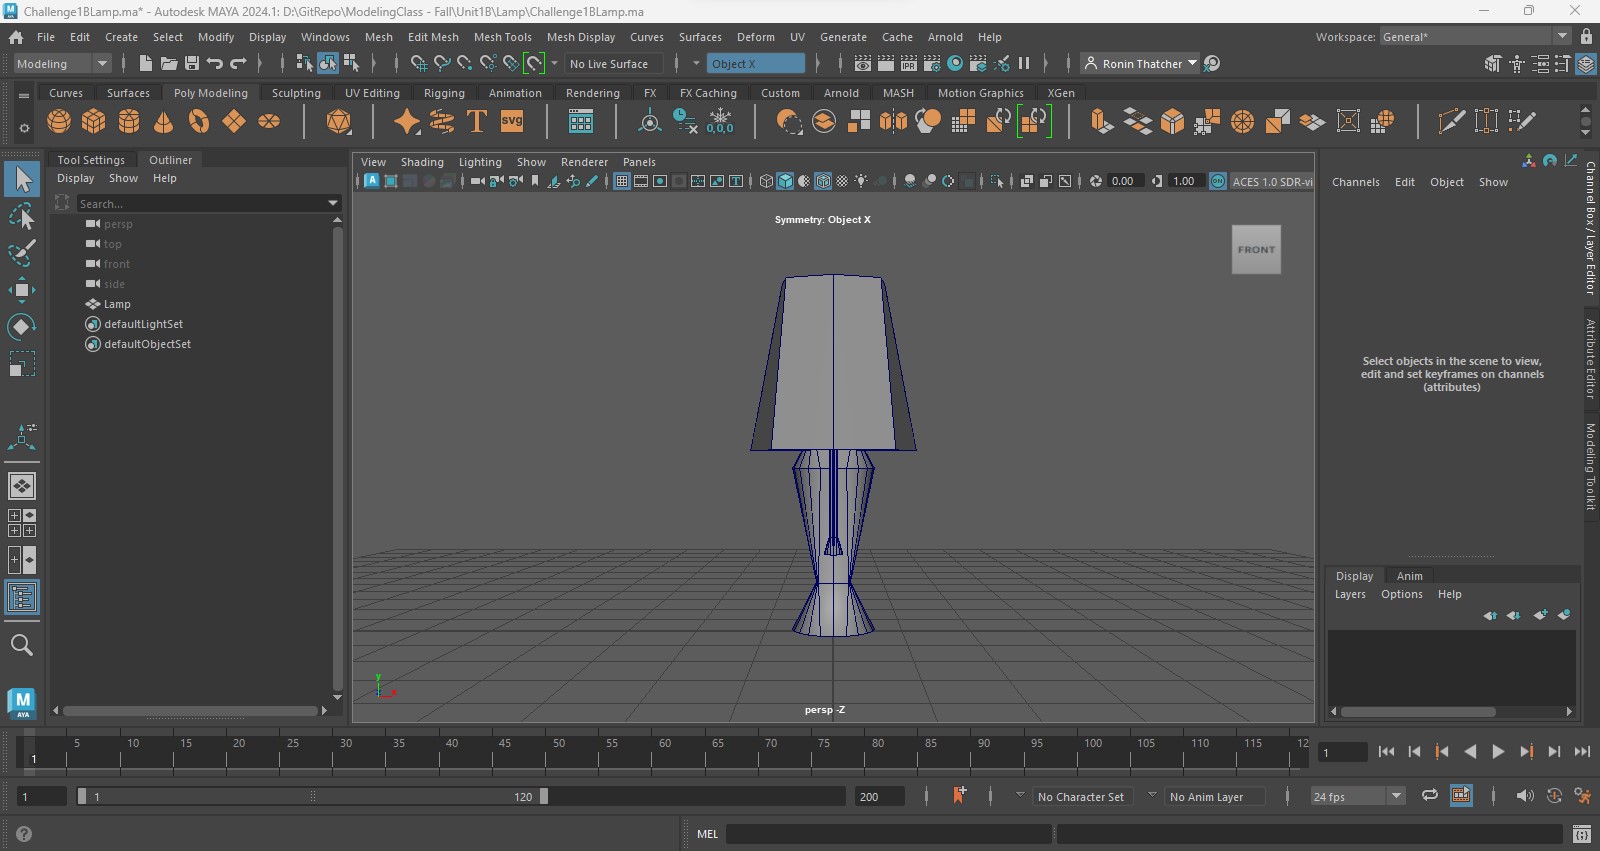 Challenge1BLamp.ma* - Autodesk MAYA 2024.1: D:\GitRepo\ModelingClass - Fall\Unit1B\Lamp\Challenge1BLamp.ma
File Edit Create Select Modify Display Windows Mesh Edit Mesh Mesh Tools Mesh Display Curves Surfaces Deform UV Generate Cache Arnold Help Workspace: General*
Modeling No Live Surface Object X Ronin Thatcher
Curves Surfaces Poly Modeling Sculpting UV Editing Rigging Animation Rendering FX FX Caching Custom Arnold MASH Motion Graphics XGen
T svg 0,0,0
Tool Settings Outliner
Display Show Help
Search...
persp
top
front
side
Lamp
defaultLightSet
defaultObjectSet
View Shading Lighting Show Renderer Panels
0.00 1.00 ON ACES 1.0 SDR-vi
Symmetry: Object X
FRONT
y
x
persp -Z
Channels Edit Object Show
Select objects in the scene to view,
edit and set keyframes on channels
(attributes)
Channel Box / Layer Editor
Attribute Editor
Modeling Toolkit
Display Anim
Layers Options Help
M
AYA
5 10 15 20 25 30 35 40 45 50 55 60 65 70 75 80 85 90 95 100 105 110 115 12
1 1
1 1 120 200 No Character Set No Anim Layer 24 fps
MEL